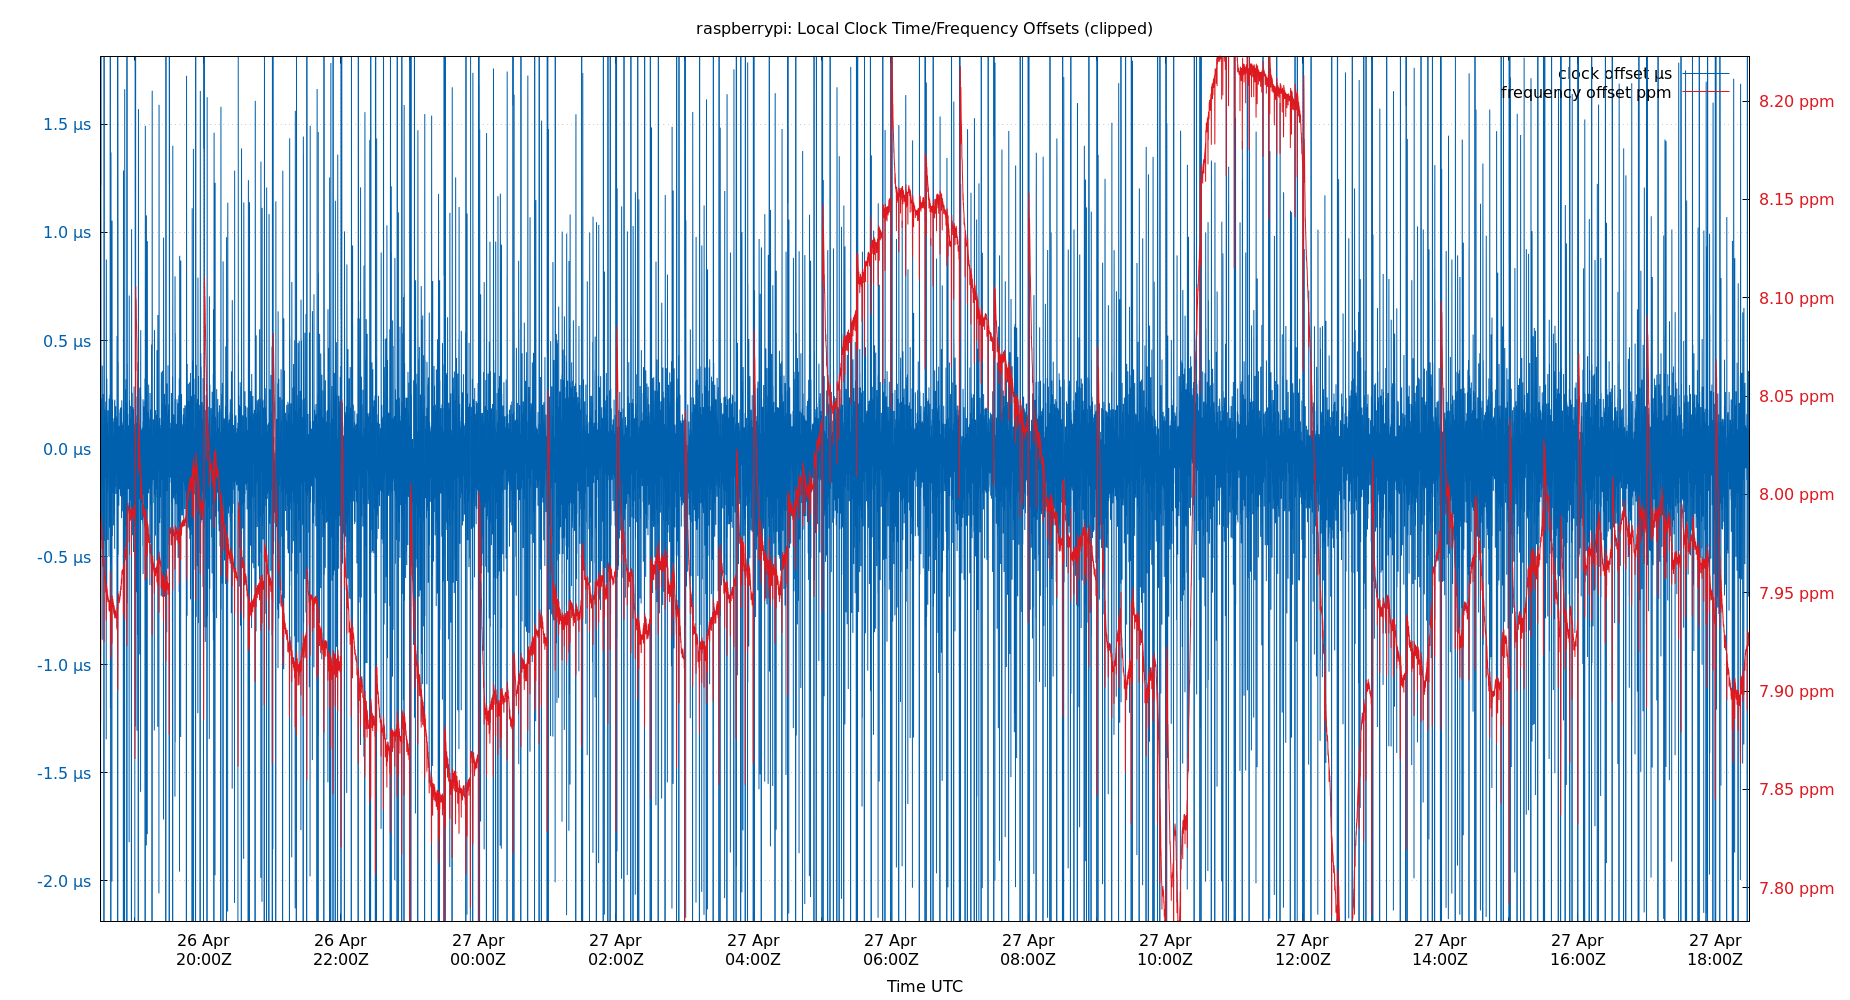 raspberrypi: Local Clock Time/Frequency Offsets (clipped)
clock offset µs
frequency offset ppm
1.5 µs
1.0 µs
0.5 µs
0.0 µs
-0.5 µs
-1.0 µs
-1.5 µs
-2.0 µs
8.20 ppm
8.15 ppm
8.10 ppm
8.05 ppm
8.00 ppm
7.95 ppm
7.90 ppm
7.85 ppm
7.80 ppm
26 Apr 26 Apr 27 Apr 27 Apr 27 Apr 27 Apr 27 Apr 27 Apr 27 Apr 27 Apr 27 Apr 27 Apr
20:00Z 22:00Z 00:00Z 02:00Z 04:00Z 06:00Z 08:00Z 10:00Z 12:00Z 14:00Z 16:00Z 18:00Z
Time UTC